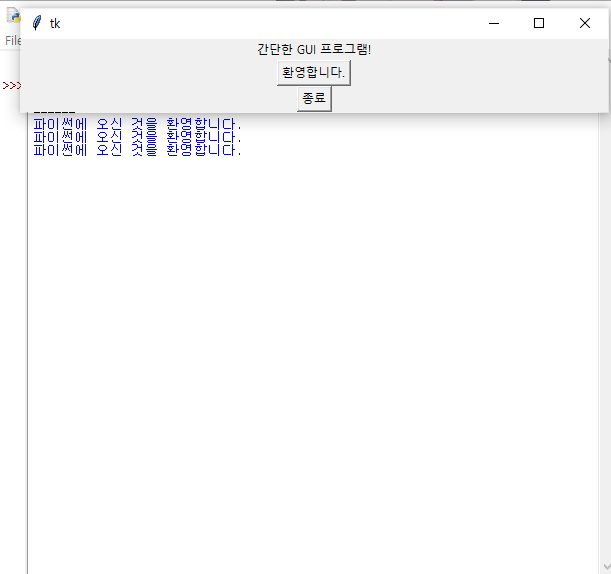 tk
File
간단한 GUI 프로그램!
>>>
환영합니다.
종료
------
파이썬에 오신 것을 환영합니다.
파이썬에 오신 것을 환영합니다.
파이썬에 오신 것을 환영합니다.